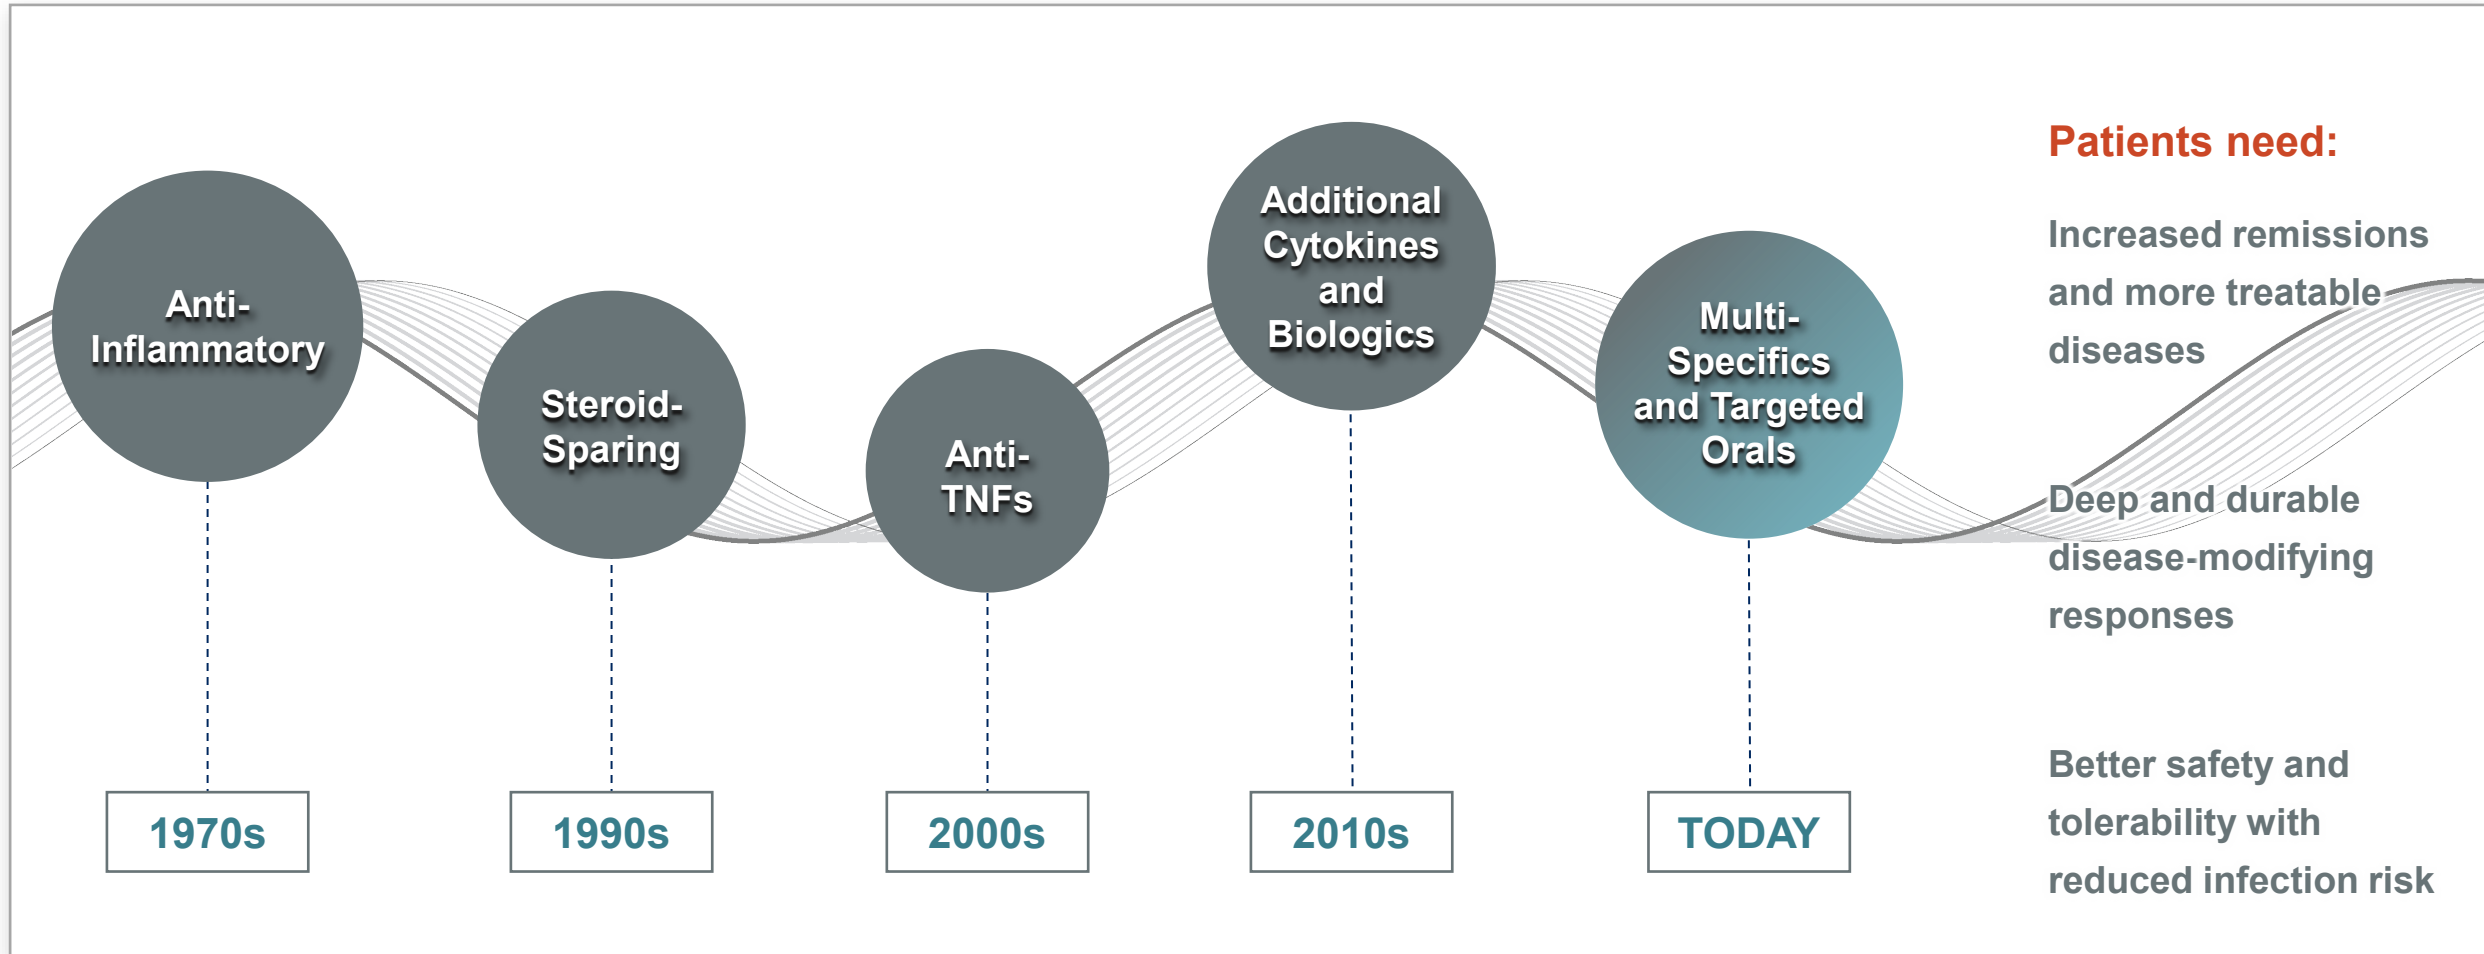 Anti-
Inflammatory
1970s
Steroid-
Sparing
1990s
Anti-
TNFs
2000s
Additional
Cytokines
and
Biologics
2010s
Multi-
Specifics
and Targeted
Orals
TODAY
Patients need:
Increased remissions
and more treatable
diseases
Deep and durable
disease-modifying
responses
Better safety and
tolerability with
reduced infection risk